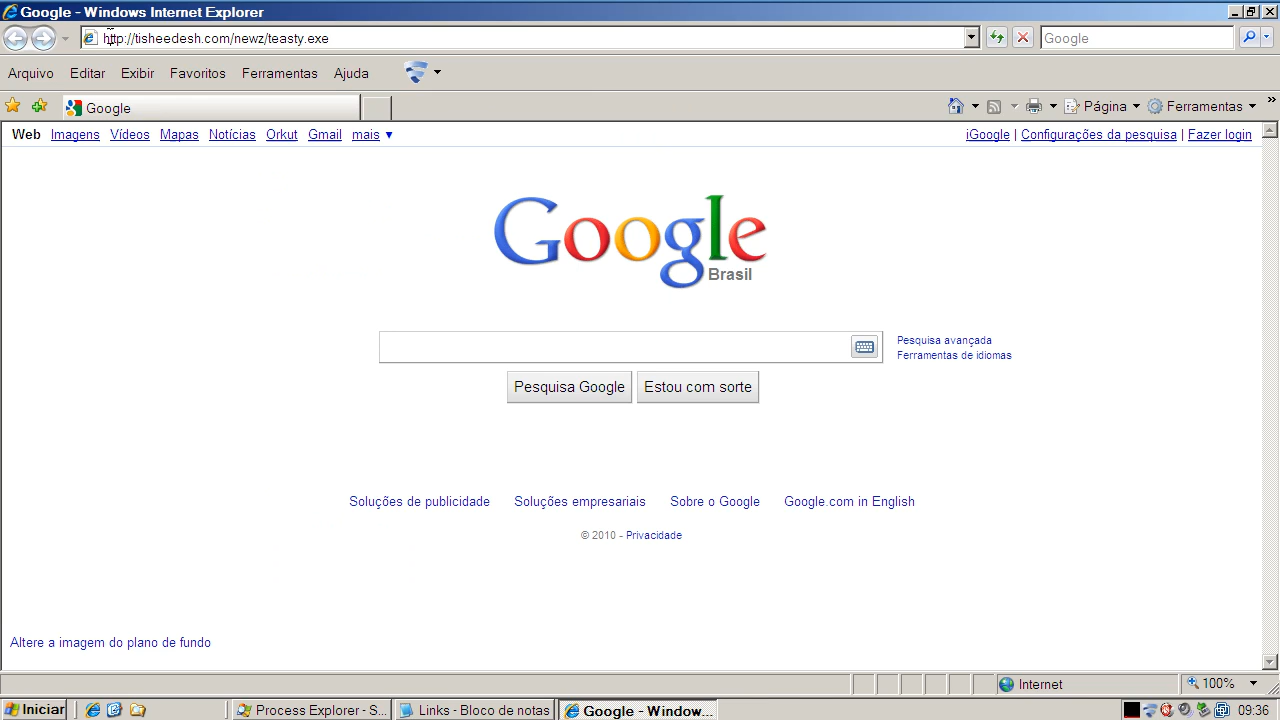 Google - Windows Internet Explorer
http://tisheedesh.com/newz/teasty.exe
Google
Arquivo Editar Exibir Favoritos Ferramentas Ajuda
Google
Página Ferramentas
Web Imagens Vídeos Mapas Notícias Orkut Gmail mais ▼
iGoogle | Configurações da pesquisa | Fazer login
Google
Brasil
Pesquisa avançada
Ferramentas de idiomas
Pesquisa Google Estou com sorte
Soluções de publicidade Soluções empresariais Sobre o Google Google.com in English
© 2010 - Privacidade
Altere a imagem do plano de fundo
Internet 100%
Iniciar Process Explorer - S... Links - Bloco de notas Google - Window... 09:36